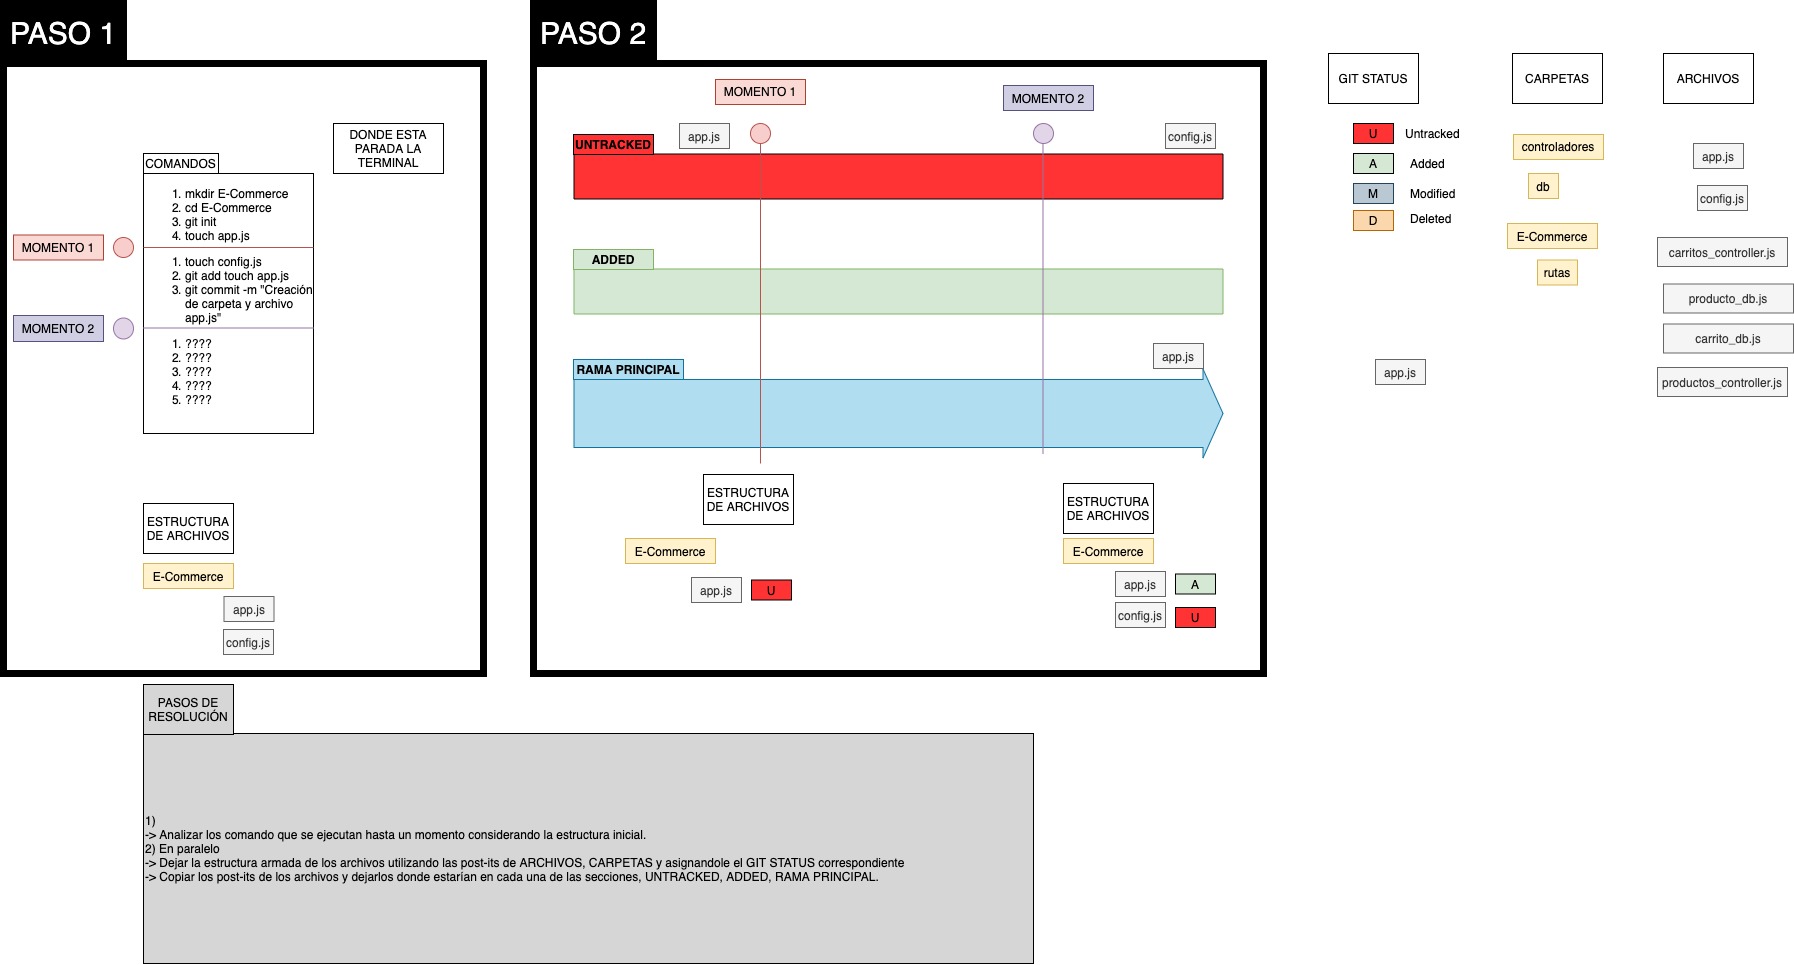 PASO 1
DONDE ESTA
PARADA LA
TERMINAL
COMANDOS
1. mkdir E-Commerce
2. cd E-Commerce
3. git init
4. touch app.js
MOMENTO 1
1. touch config.js
2. git add touch app.js
3. git commit -m "Creación
de carpeta y archivo
app.js"
MOMENTO 2
1. ????
2. ????
3. ????
4. ????
5. ????
ESTRUCTURA
DE ARCHIVOS
E-Commerce
app.js
config.js
PASO 2
MOMENTO 1
MOMENTO 2
app.js
config.js
UNTRACKED
ADDED
app.js
RAMA PRINCIPAL
ESTRUCTURA
DE ARCHIVOS
E-Commerce
app.js
U
ESTRUCTURA
DE ARCHIVOS
E-Commerce
app.js
A
config.js
U
GIT STATUS
U Untracked
A Added
M Modified
D Deleted
app.js
CARPETAS
controladores
db
E-Commerce
rutas
ARCHIVOS
app.js
config.js
carritos_controller.js
producto_db.js
carrito_db.js
productos_controller.js
PASOS DE
RESOLUCIÓN
1)
-> Analizar los comando que se ejecutan hasta un momento considerando la estructura inicial.
2) En paralelo
-> Dejar la estructura armada de los archivos utilizando las post-its de ARCHIVOS, CARPETAS y asignandole el GIT STATUS correspondiente
-> Copiar los post-its de los archivos y dejarlos donde estarían en cada una de las secciones, UNTRACKED, ADDED, RAMA PRINCIPAL.